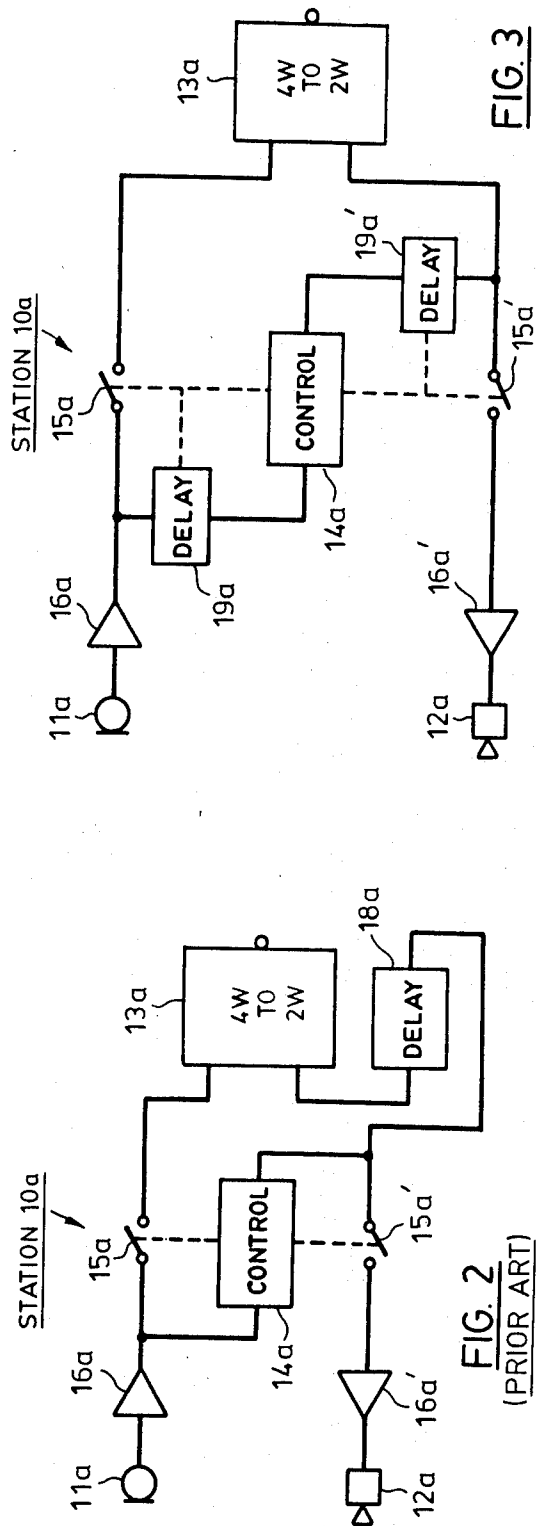 STATION 10a
11a
16a
15a
13a
4W
TO
2W
CONTROL
14a
DELAY
18a
15a'
16a'
12a
FIG. 2
(PRIOR ART)
STATION 10a
11a
16a
15a
13a
4W
TO
2W
DELAY
19a
CONTROL
14a
DELAY
19a'
15a'
16a'
12a
FIG. 3